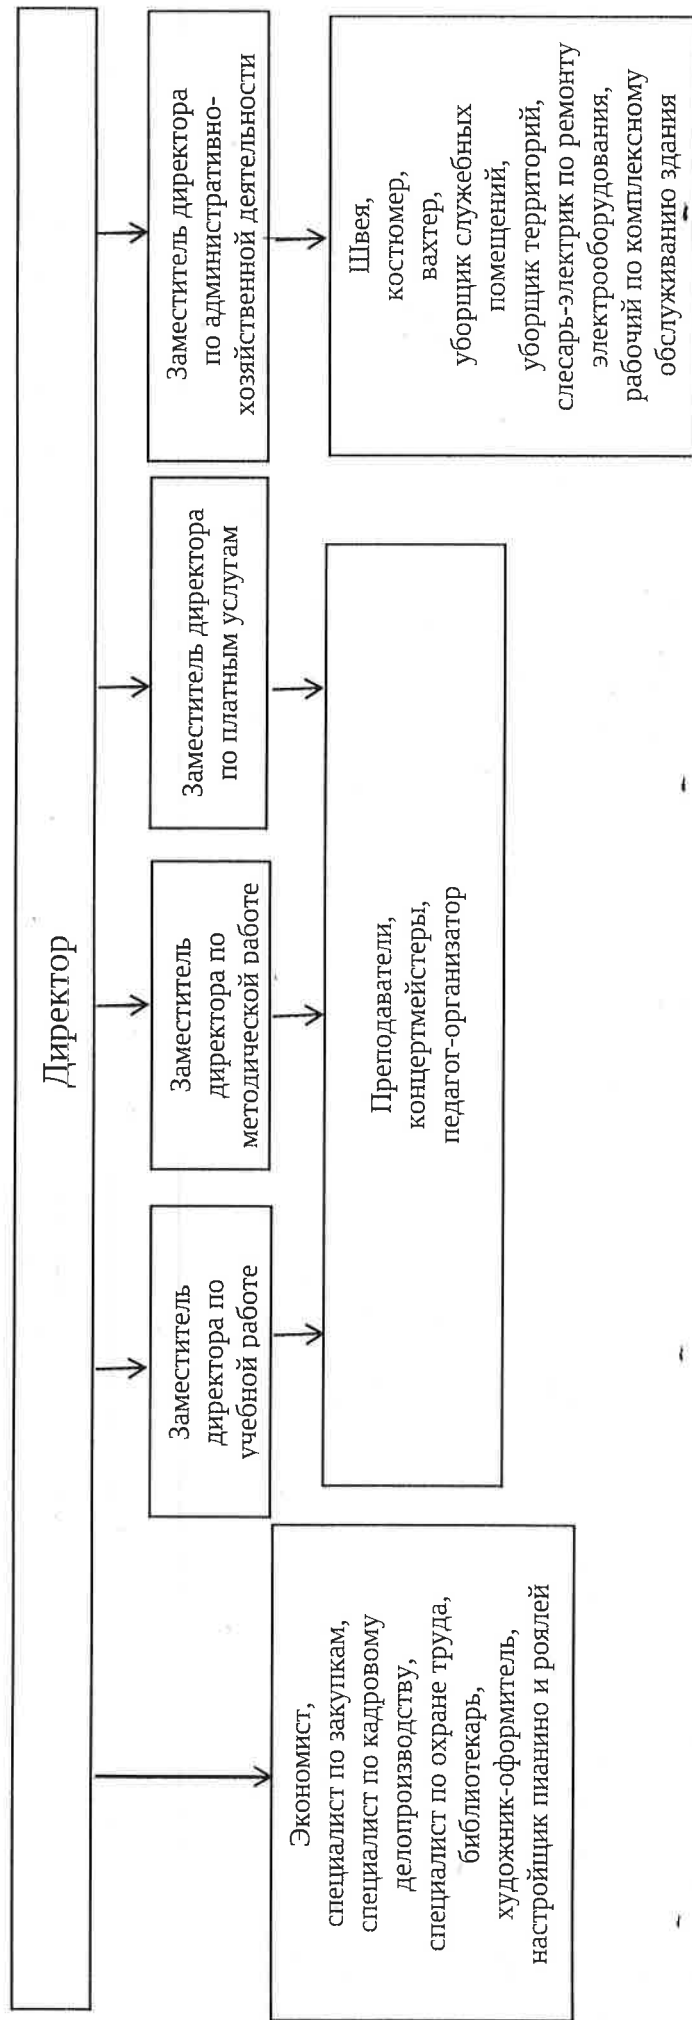 Директор
Экономист,
специалист по закупкам,
специалист по кадровому
делопроизводству,
специалист по охране труда,
библиотекарь,
художник-оформитель,
настройщик пианино и роялей
Заместитель
директора по
учебной работе
Заместитель
директора по
методической работе
Заместитель директора
по платным услугам
Заместитель директора
по административно-
хозяйственной деятельности
Преподаватели,
концертмейстеры,
педагог-организатор
Швея,
костюмер,
вахтер,
уборщик служебных
помещений,
уборщик территорий,
слесарь-электрик по ремонту
электрооборудования,
рабочий по комплексному
обслуживанию здания